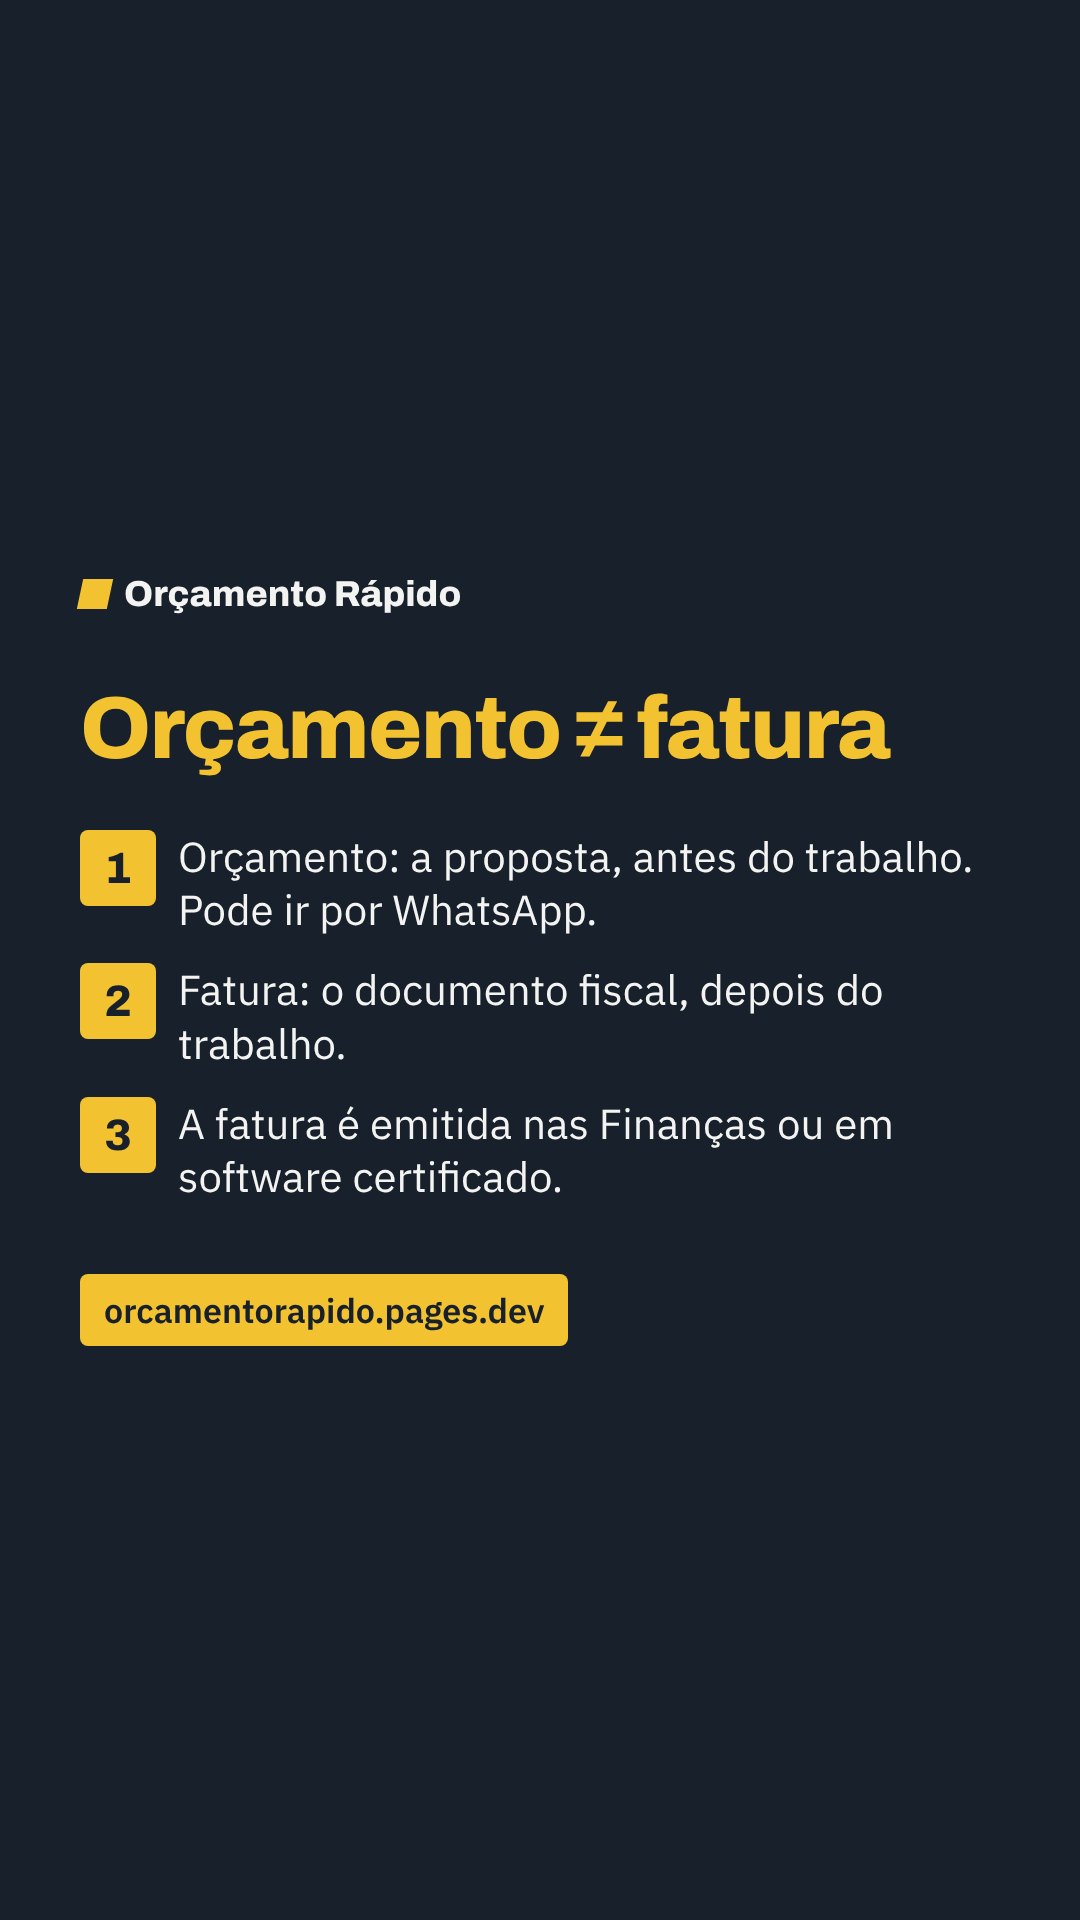 Orçamento Rápido
Orçamento ≠ fatura
1 Orçamento: a proposta, antes do trabalho.
Pode ir por WhatsApp.
2 Fatura: o documento fiscal, depois do
trabalho.
3 A fatura é emitida nas Finanças ou em
software certificado.
orcamentorapido.pages.dev